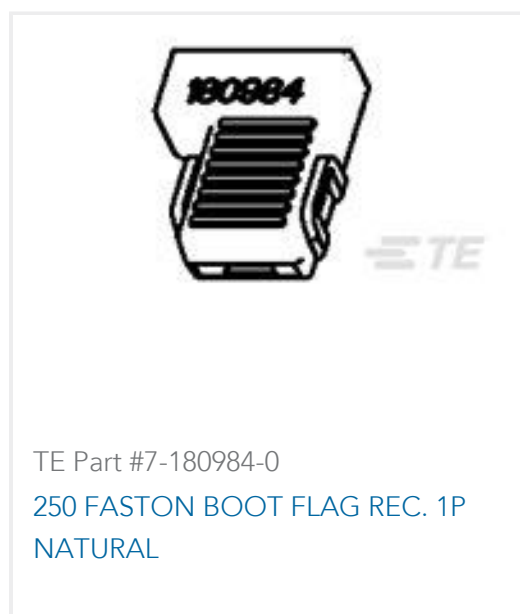 180984
TE
TE Part #7-180984-0
250 FASTON BOOT FLAG REC. 1P
NATURAL